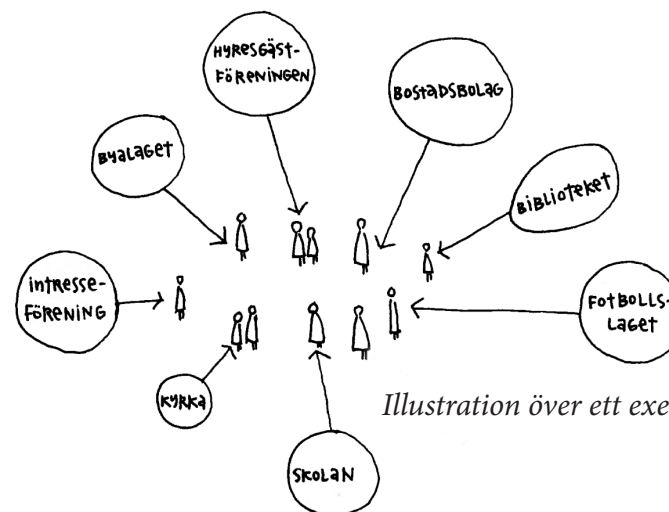 HYRESGÄST-
FÖRENINGEN
BOSTADSBOLAG
BYALAGET
BIBLIOTEKET
INTRESSE-
FÖRENING
FOTBOLLS-
LAGET
KYRKA
Illustration över ett exe
SKOLAN